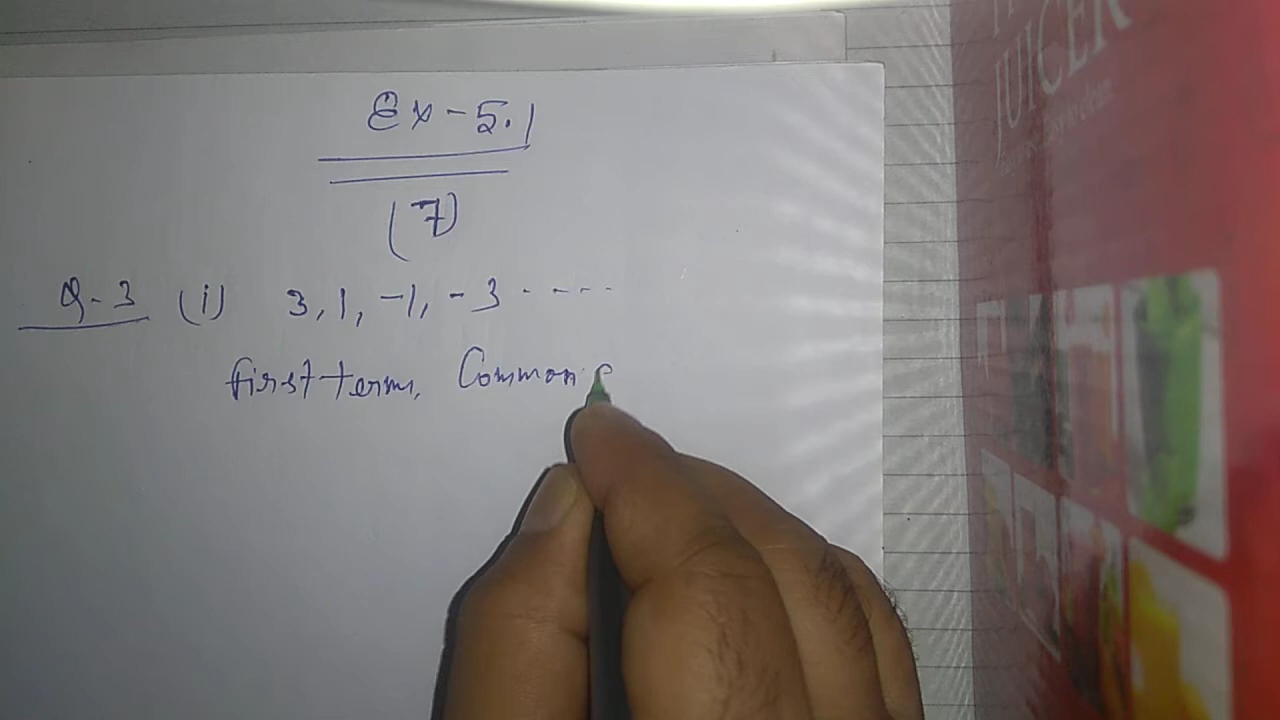 Ex-5.1
(7)
Q-3 (i) 3, 1, -1, -3 - - - - -
first term, Common
JUICER